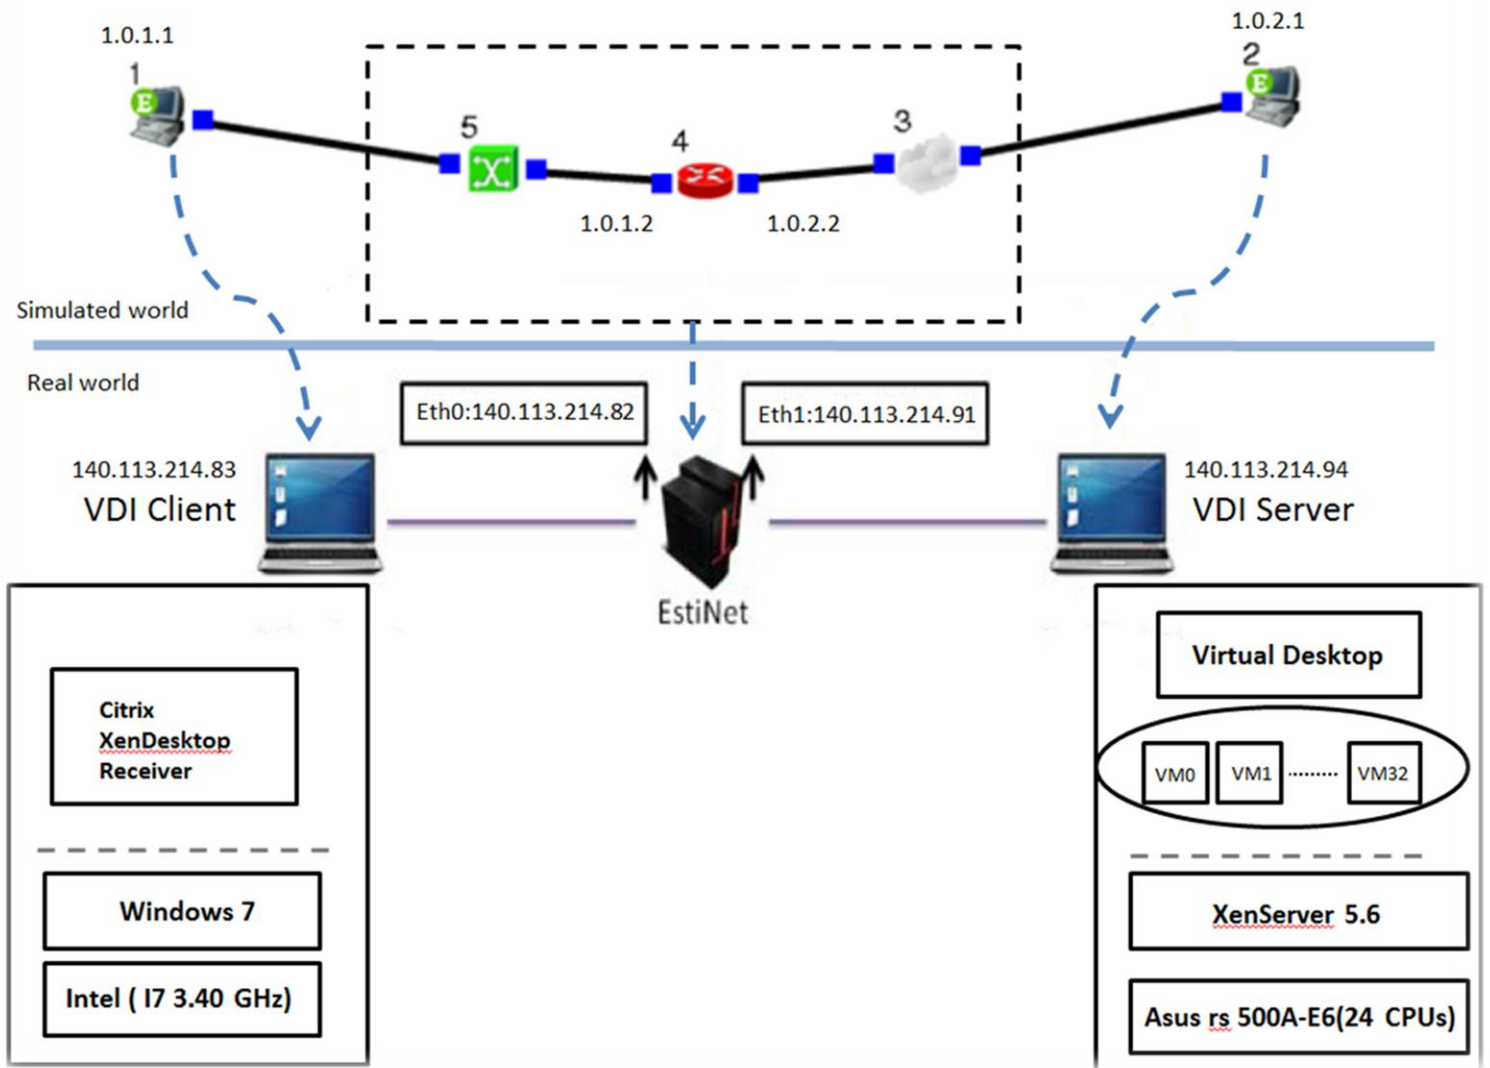 1.0.1.1
1
1.0.2.1
2
5
4
3
1.0.1.2
1.0.2.2
E
E
Simulated world
Real world
Eth0:140.113.214.82
Eth1:140.113.214.91
140.113.214.83
VDI Client
140.113.214.94
VDI Server
EstiNet
Citrix
XenDesktop
Receiver
Windows 7
Intel ( I7 3.40 GHz)
Virtual Desktop
VM0 VM1 ......... VM32
XenServer 5.6
Asus rs 500A-E6(24 CPUs)